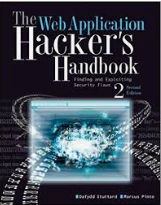 The Web Application
Hacker's
Handbook
Finding and Exploiting
Security Flaws
2 Second
Edition
Dafydd Stuttard Marcus Pinto